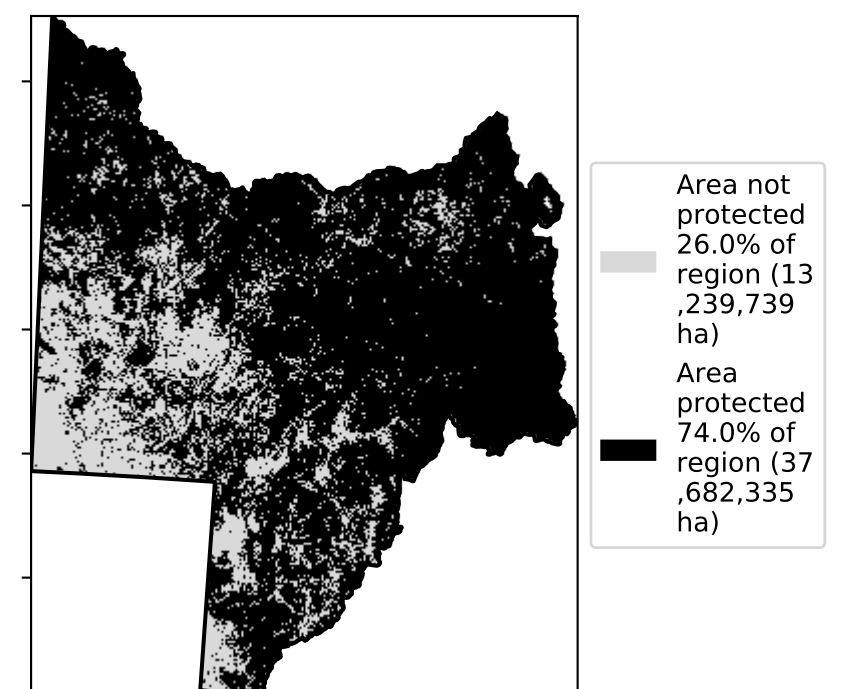 Area not
protected
26.0% of
region (13
,239,739
ha)
Area
protected
74.0% of
region (37
,682,335
ha)